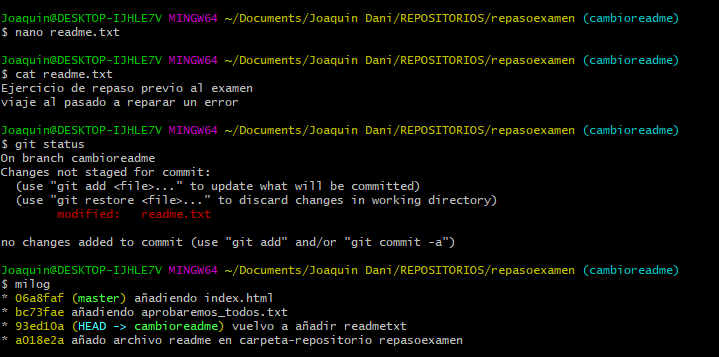 Joaquin@DESKTOP-IJHLE7V MINGW64 ~/Documents/Joaquin Dani/REPOSITORIOS/repasoexamen (cambioreadme)
$ nano readme.txt
Joaquin@DESKTOP-IJHLE7V MINGW64 ~/Documents/Joaquin Dani/REPOSITORIOS/repasoexamen (cambioreadme)
$ cat readme.txt
Ejercicio de repaso previo al examen
viaje al pasado a reparar un error
Joaquin@DESKTOP-IJHLE7V MINGW64 ~/Documents/Joaquin Dani/REPOSITORIOS/repasoexamen (cambioreadme)
$ git status
On branch cambioreadme
Changes not staged for commit:
  (use "git add <file>..." to update what will be committed)
  (use "git restore <file>..." to discard changes in working directory)
        modified:   readme.txt
no changes added to commit (use "git add" and/or "git commit -a")
Joaquin@DESKTOP-IJHLE7V MINGW64 ~/Documents/Joaquin Dani/REPOSITORIOS/repasoexamen (cambioreadme)
$ milog
* 06a8faf (master) añadiendo index.html
* bc73fae añadiendo aprobaremos_todos.txt
* 93ed10a (HEAD -> cambioreadme) vuelvo a añadir readmetxt
* a018e2a añado archivo readme en carpeta-repositorio repasoexamen